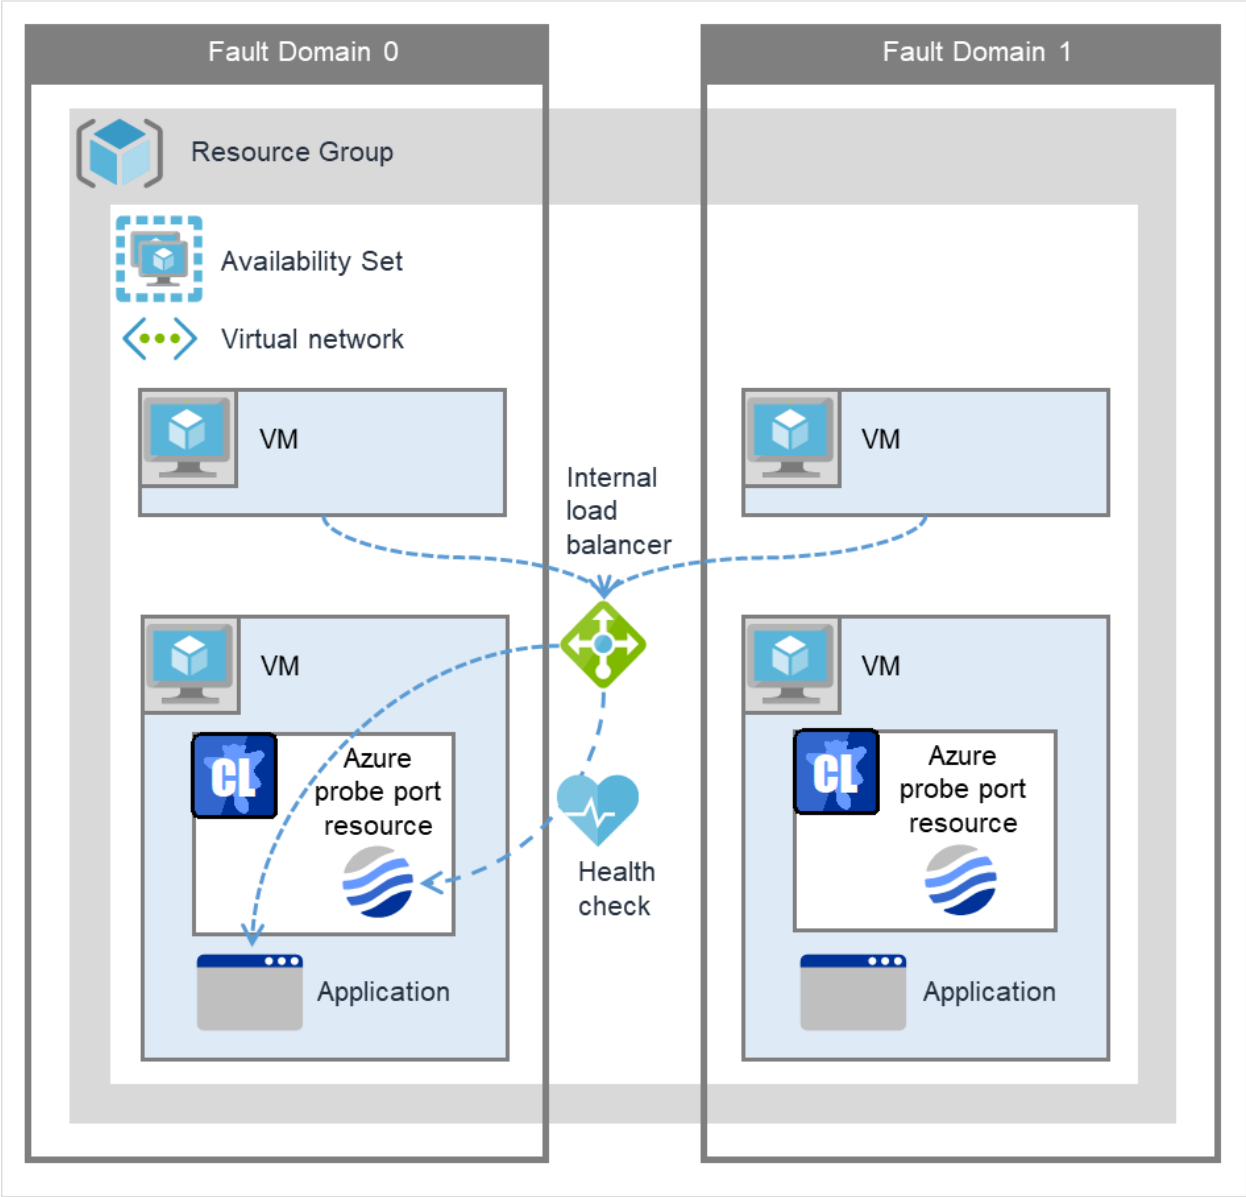 Fault Domain 0
Fault Domain 1
Resource Group
Availability Set
Virtual network
VM
VM
Internal
load
balancer
VM
VM
CL
Azure
probe port
resource
CL
Azure
probe port
resource
Health
check
Application
Application